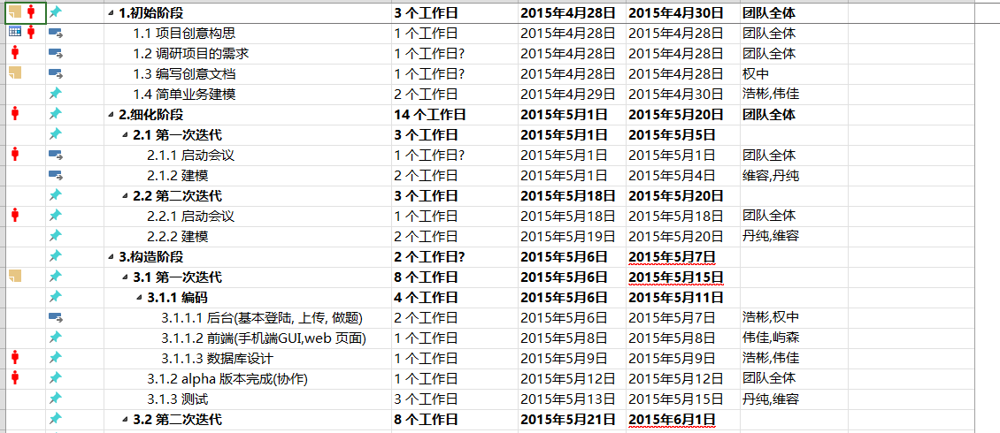 1.初始阶段 3 个工作日 2015年4月28日 2015年4月30日 团队全体
1.1 项目创意构思 1 个工作日 2015年4月28日 2015年4月28日 团队全体
1.2 调研项目的需求 1 个工作日? 2015年4月28日 2015年4月28日 团队全体
1.3 编写创意文档 1 个工作日? 2015年4月28日 2015年4月28日 权中
1.4 简单业务建模 2 个工作日 2015年4月29日 2015年4月30日 浩彬,伟佳
2.细化阶段 14 个工作日 2015年5月1日 2015年5月20日 团队全体
2.1 第一次迭代 3 个工作日 2015年5月1日 2015年5月5日
2.1.1 启动会议 1 个工作日? 2015年5月1日 2015年5月1日 团队全体
2.1.2 建模 2 个工作日 2015年5月1日 2015年5月4日 维容,丹纯
2.2 第二次迭代 3 个工作日 2015年5月18日 2015年5月20日
2.2.1 启动会议 1 个工作日 2015年5月18日 2015年5月18日 团队全体
2.2.2 建模 2 个工作日 2015年5月19日 2015年5月20日 丹纯,维容
3.构造阶段 2 个工作日? 2015年5月6日 2015年5月7日
3.1 第一次迭代 8 个工作日 2015年5月6日 2015年5月15日
3.1.1 编码 4 个工作日 2015年5月6日 2015年5月11日
3.1.1.1 后台(基本登陆, 上传, 做题) 2 个工作日 2015年5月6日 2015年5月7日 浩彬,权中
3.1.1.2 前端(手机端GUI,web 页面) 1 个工作日 2015年5月8日 2015年5月8日 伟佳,屿森
3.1.1.3 数据库设计 1 个工作日 2015年5月9日 2015年5月9日 浩彬,伟佳
3.1.2 alpha 版本完成(协作) 1 个工作日 2015年5月12日 2015年5月12日 团队全体
3.1.3 测试 3 个工作日 2015年5月13日 2015年5月15日 丹纯,维容
3.2 第二次迭代 8 个工作日 2015年5月21日 2015年6月1日